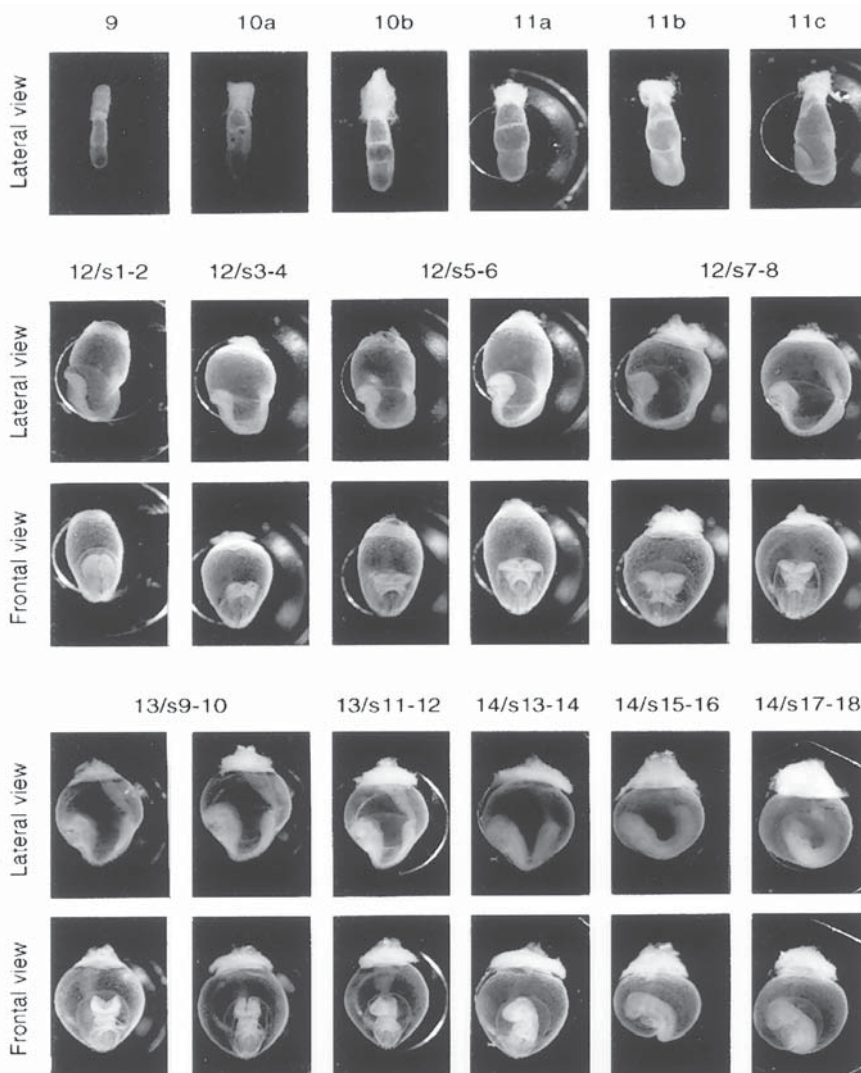 9 10a 10b 11a 11b 11c
Lateral view
12/s1-2 12/s3-4 12/s5-6 12/s7-8
Lateral view
Frontal view
13/s9-10 13/s11-12 14/s13-14 14/s15-16 14/s17-18
Lateral view
Frontal view